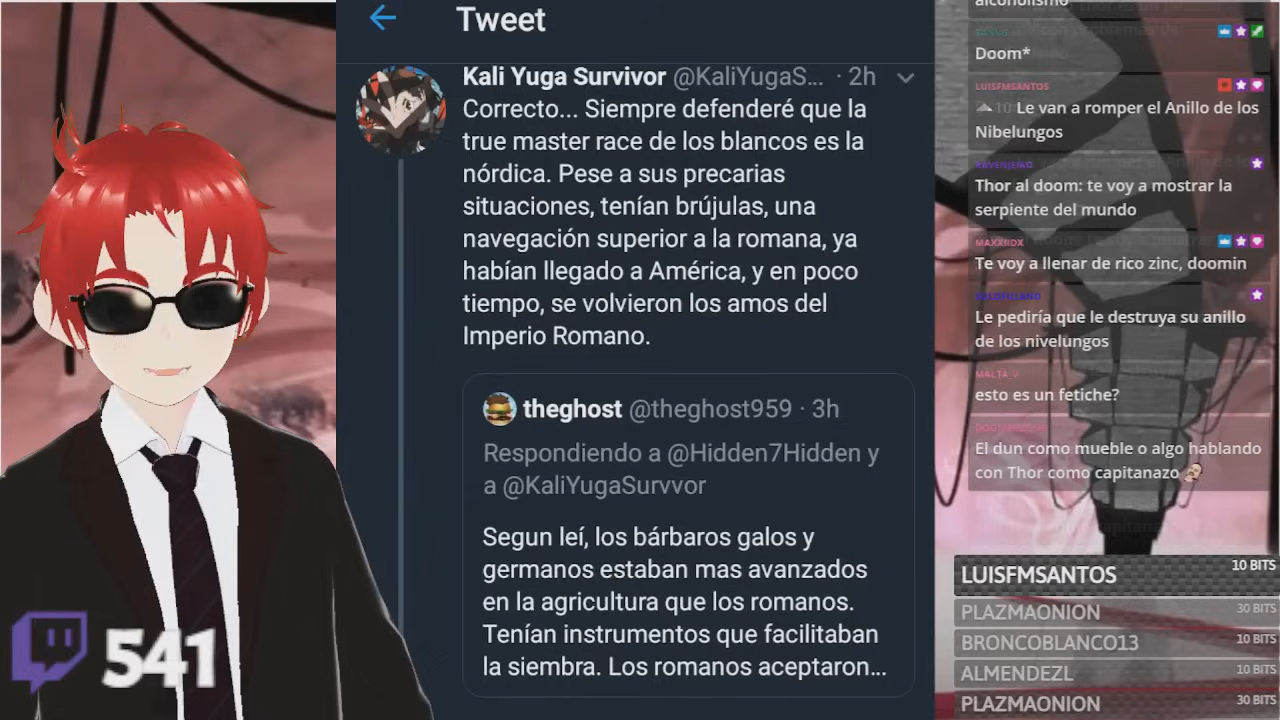 Tweet
Kali Yuga Survivor @KaliYugaS... · 2h
Correcto... Siempre defenderé que la
true master race de los blancos es la
nórdica. Pese a sus precarias
situaciones, tenían brújulas, una
navegación superior a la romana, ya
habían llegado a América, y en poco
tiempo, se volvieron los amos del
Imperio Romano.
theghost @theghost959 · 3h
Respondiendo a @Hidden7Hidden y
a @KaliYugaSurvvor
Segun leí, los bárbaros galos y
germanos estaban mas avanzados
en la agricultura que los romanos.
Tenían instrumentos que facilitaban
la siembra. Los romanos aceptaron...
541
alcoholismo
Doom*
LUISFMSANTOS
10 Le van a romper el Anillo de los
Nibelungos
Thor al doom: te voy a mostrar la
serpiente del mundo
MAXXIIDX
Te voy a llenar de rico zinc, doomin
Le pediría que le destruya su anillo
de los nivelungos
MALTA V
esto es un fetiche?
El dun como mueble o algo hablando
con Thor como capitanazo
LUISFMSANTOS 10 BITS
PLAZMAONION 30 BITS
BRONCOBLANCO13 10 BITS
ALMENDEZL 10 BITS
PLAZMAONION 30 BITS